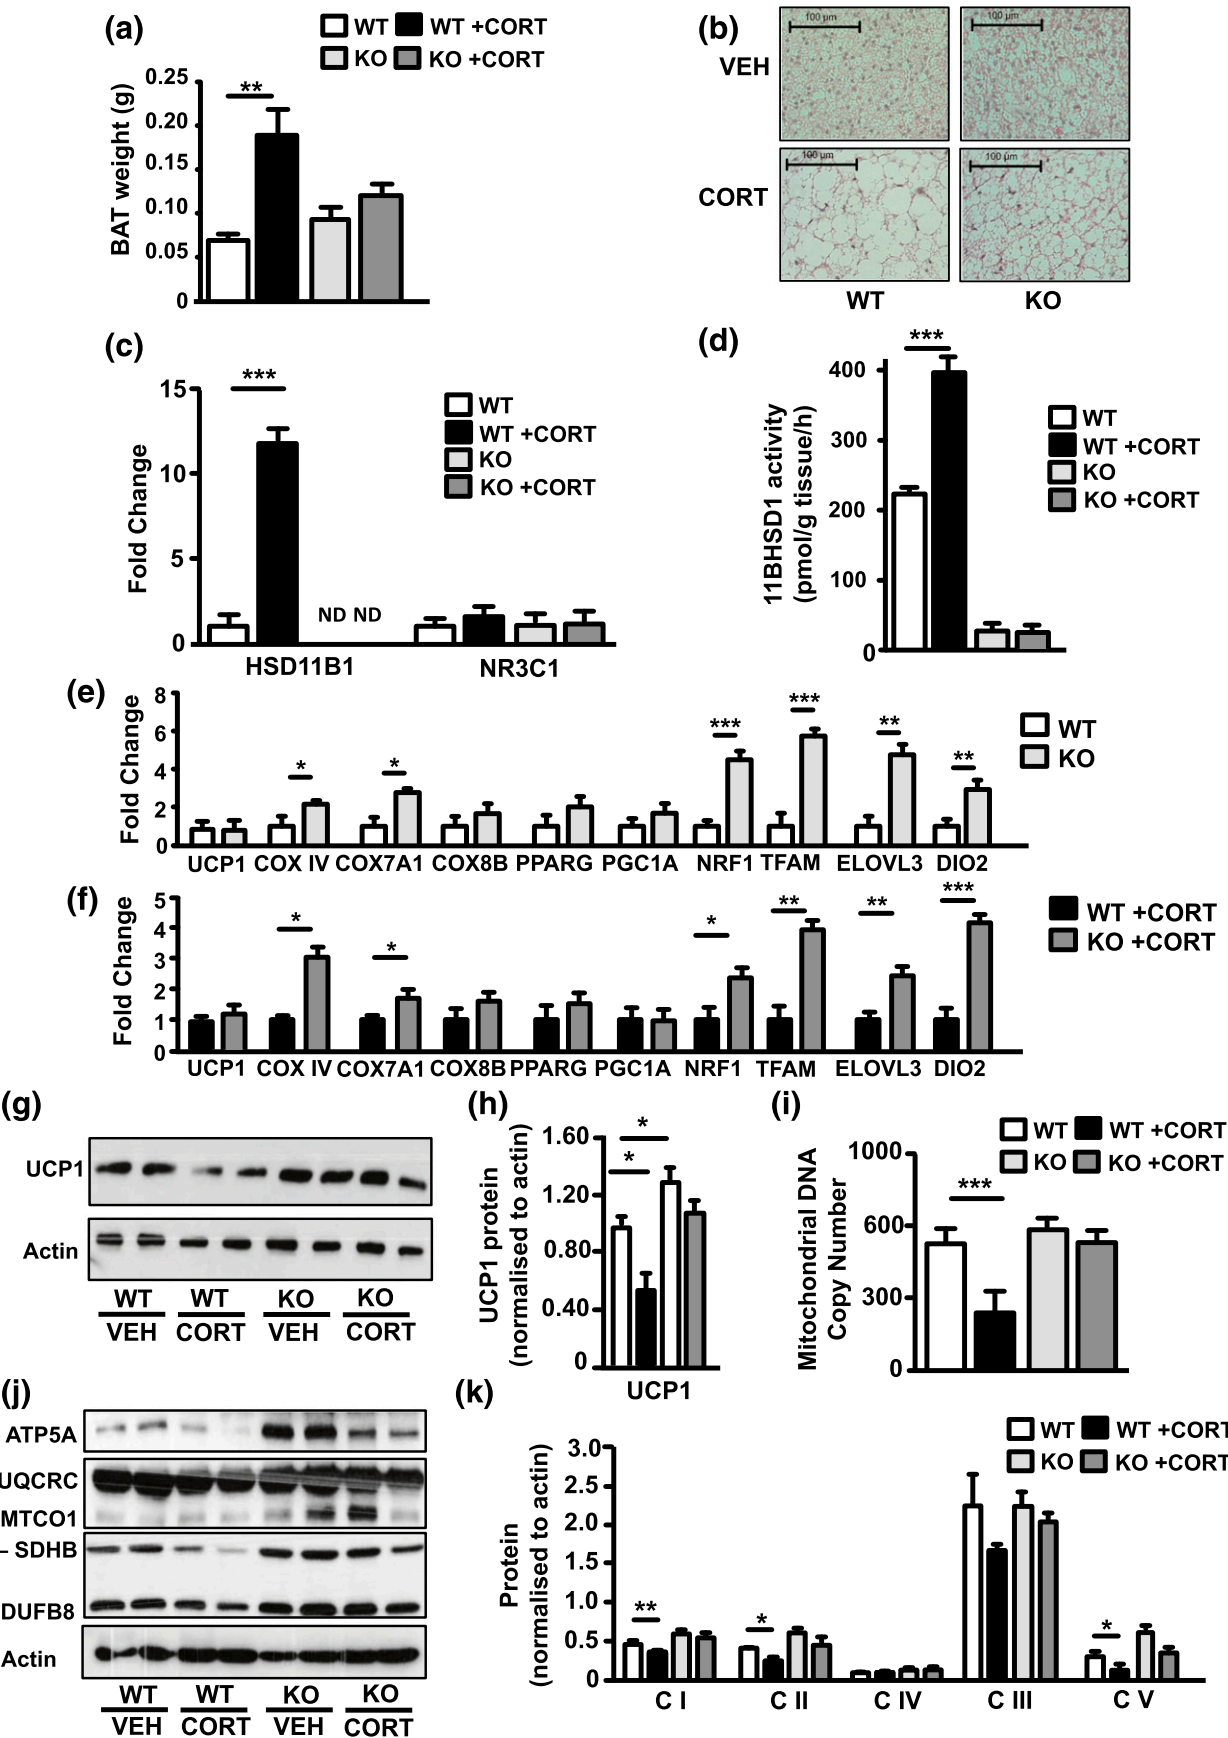 (a)
WT WT +CORT
KO KO +CORT
BAT weight (g)
0.25
0.20
0.15
0.10
0.05
0
**
(b)
VEH
CORT
100 µm
100 µm
100 µm
100 µm
WT KO
(c)
Fold Change
15
10
5
0
***
ND ND
HSD11B1 NR3C1
WT
WT +CORT
KO
KO +CORT
(d)
11BHSD1 activity
(pmol/g tissue/h)
400
300
200
100
0
***
WT
WT +CORT
KO
KO +CORT
(e)
Fold Change
8
6
4
2
0
* * *** *** ** **
UCP1 COX IV COX7A1 COX8B PPARG PGC1A NRF1 TFAM ELOVL3 DIO2
WT
KO
(f)
Fold Change
5
4
3
2
1
0
* * * ** ** ***
UCP1 COX IV COX7A1 COX8B PPARG PGC1A NRF1 TFAM ELOVL3 DIO2
WT +CORT
KO +CORT
(g)
UCP1
Actin
WT WT KO KO
VEH CORT VEH CORT
(h)
UCP1 protein
(normalised to actin)
1.60
1.20
0.80
0.40
0
*
*
UCP1
(i)
WT WT +CORT
KO KO +CORT
Mitochondrial DNA
Copy Number
1000
600
300
0
***
(j)
ATP5A
UQCRC
MTCO1
– SDHB
DUFB8
Actin
WT WT KO KO
VEH CORT VEH CORT
(k)
WT WT +CORT
KO KO +CORT
Protein
(normalised to actin)
3.0
2.5
2.0
1.5
1.0
0.5
0
** * *
C I C II C IV C III C V